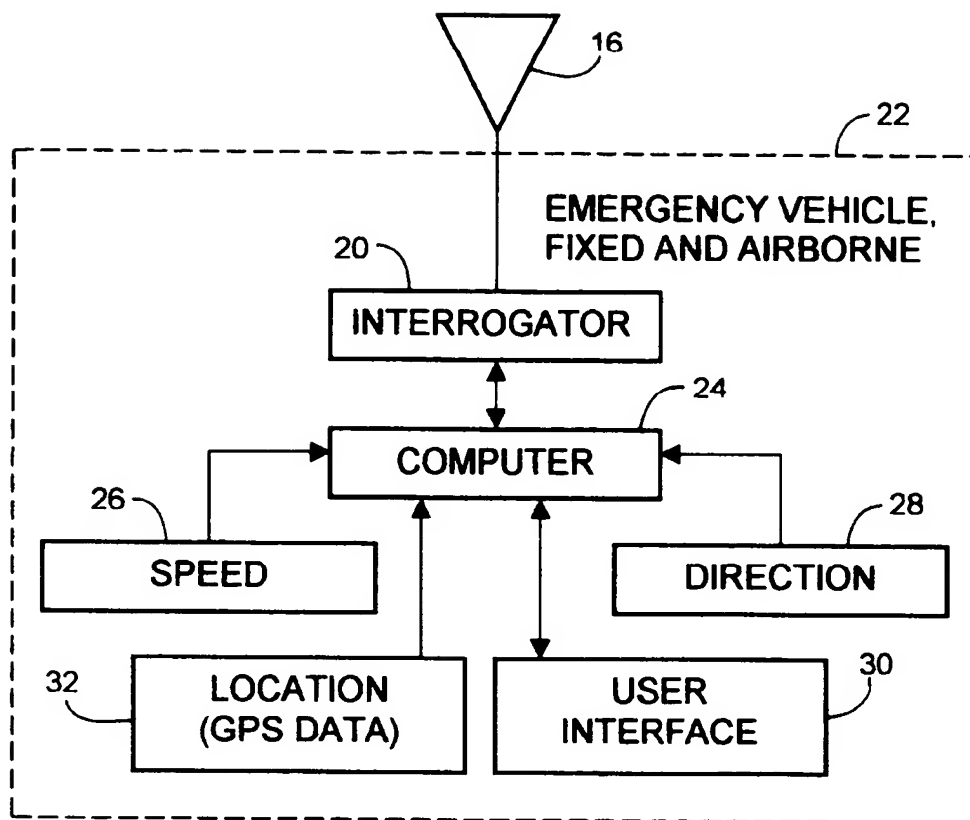 16
22
EMERGENCY VEHICLE,
FIXED AND AIRBORNE
20
INTERROGATOR
24
COMPUTER
26
28
SPEED
DIRECTION
32
LOCATION
(GPS DATA)
30
USER
INTERFACE